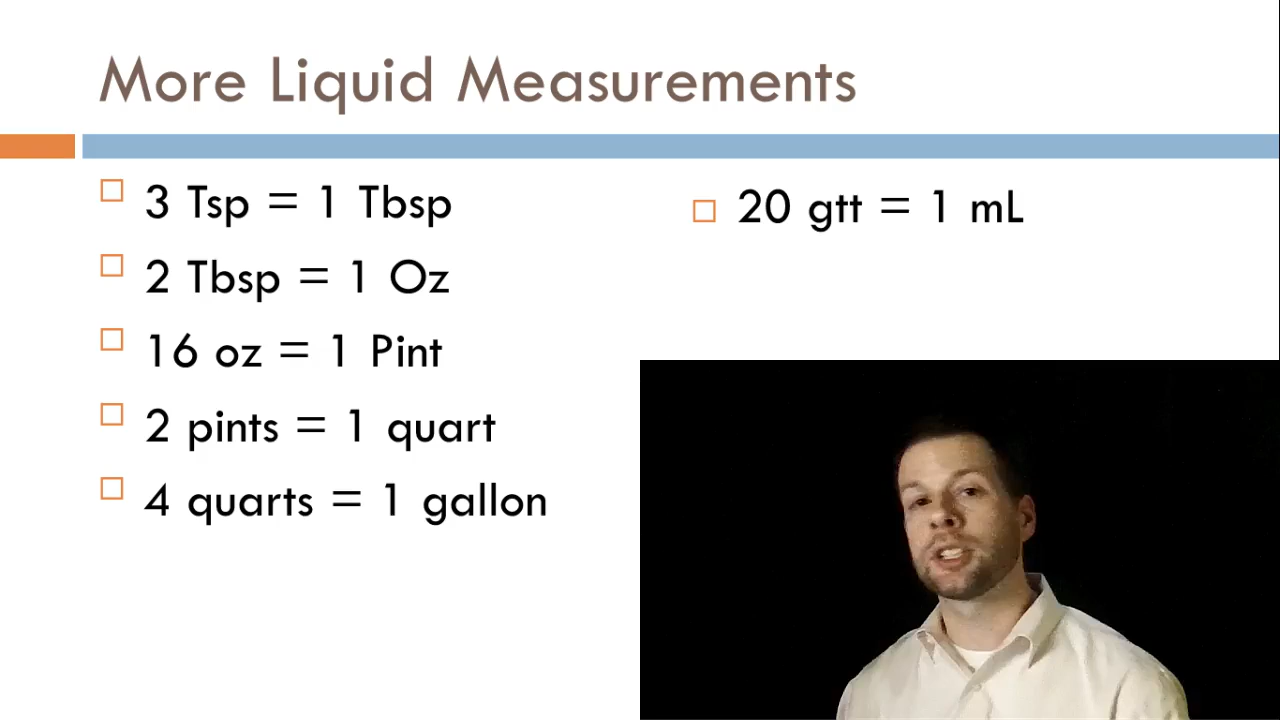 More Liquid Measurements
3 Tsp = 1 Tbsp
2 Tbsp = 1 Oz
16 oz = 1 Pint
2 pints = 1 quart
4 quarts = 1 gallon
20 gtt = 1 mL